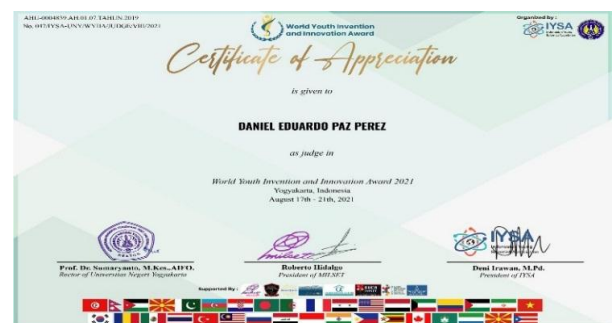 AHU-0004839.AH.01.07.TAHUN 2019
World Youth Invention
and Innovation Award
Organized by :
IYSA
Certificate of Appreciation
is given to
DANIEL EDUARDO PAZ PEREZ
as judge in
World Youth Invention and Innovation Award 2021
Yogyakarta, Indonesia
August 17th - 21th, 2021
Prof. Dr. Sumaryanto, M.Kes.,AIFO.
Rector of Universitas Negeri Yogyakarta
milset
Roberto Hidalgo
President of MILSET
IYSA
Deni Irawan, M.Pd.
President of IYSA
Supported By :